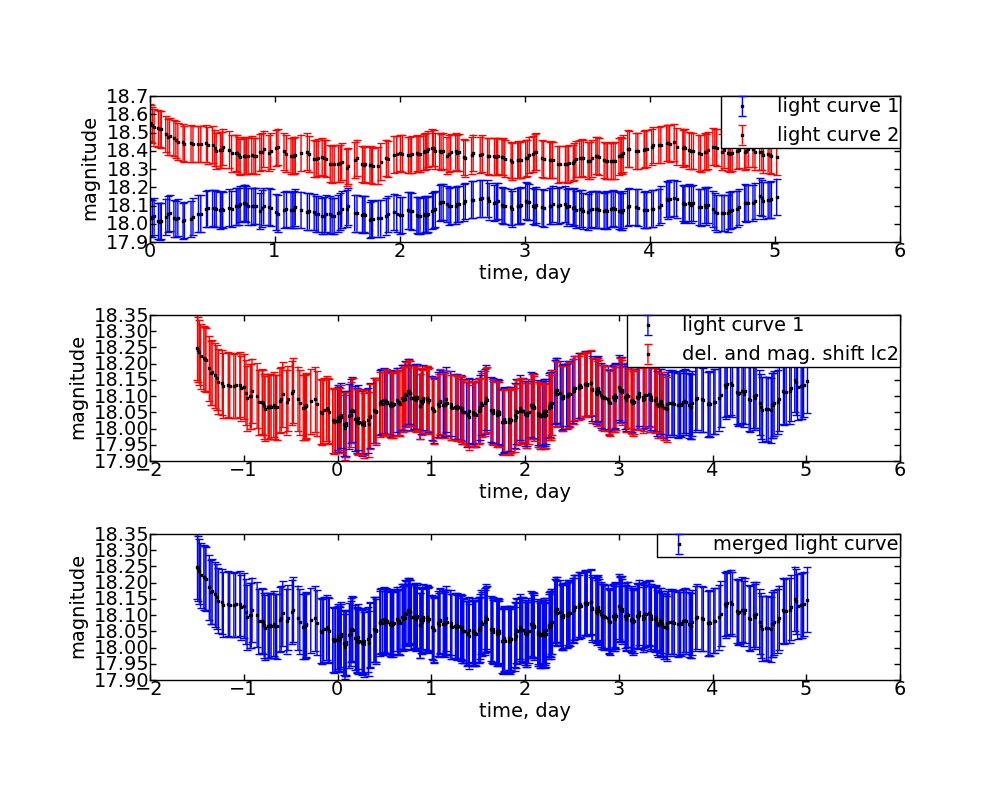 18.7
18.6
18.5
18.4
18.3
18.2
18.1
18.0
17.9
magnitude
light curve 1
light curve 2
0 1 2 3 4 5 6
time, day
18.35
18.30
18.25
18.20
18.15
18.10
18.05
18.00
17.95
17.90
magnitude
light curve 1
del. and mag. shift lc2
−2 −1 0 1 2 3 4 5 6
time, day
18.35
18.30
18.25
18.20
18.15
18.10
18.05
18.00
17.95
17.90
magnitude
merged light curve
−2 −1 0 1 2 3 4 5 6
time, day